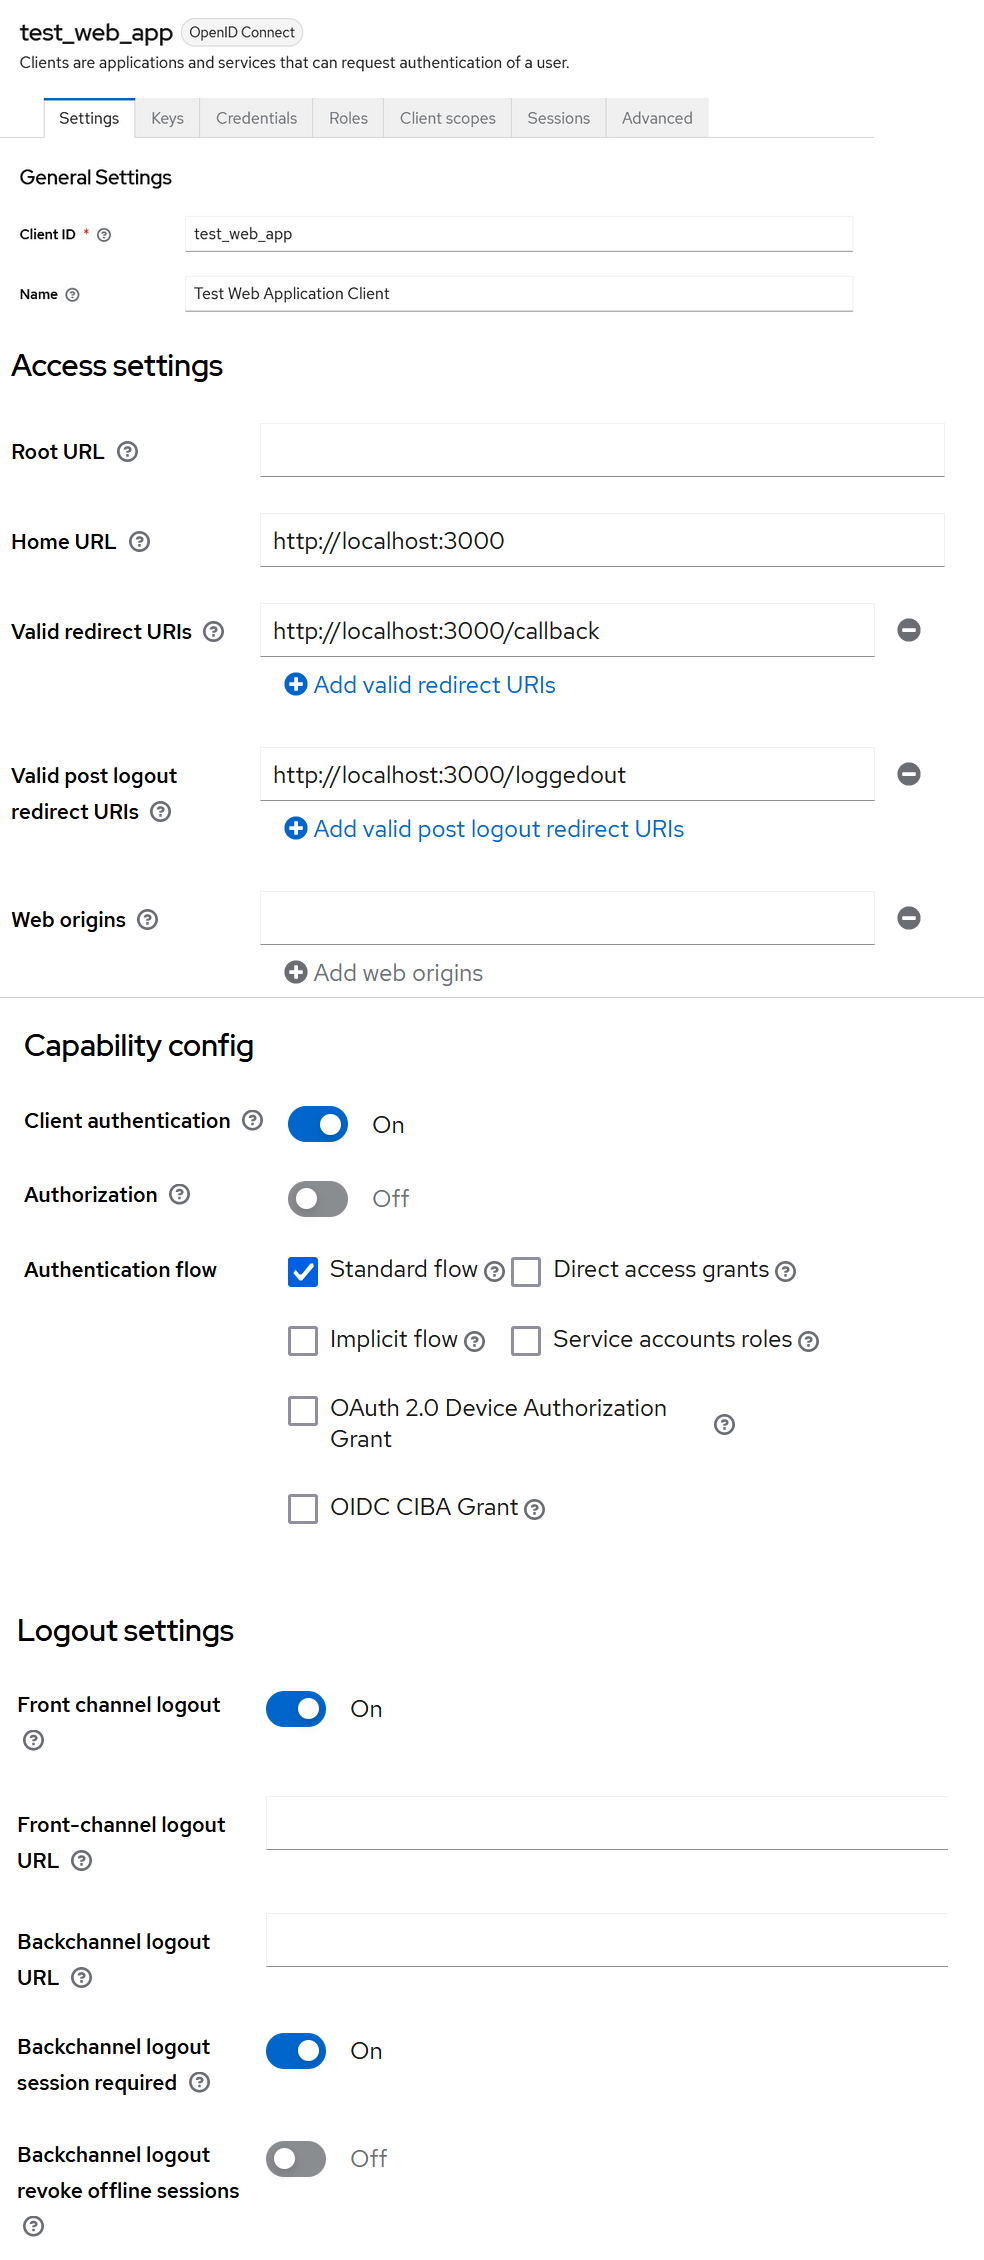 test_web_app OpenID Connect
Clients are applications and services that can request authentication of a user.
Settings Keys Credentials Roles Client scopes Sessions Advanced
General Settings
Client ID * test_web_app
Name Test Web Application Client
Access settings
Root URL
Home URL http://localhost:3000
Valid redirect URIs http://localhost:3000/callback
Add valid redirect URIs
Valid post logout
redirect URIs
http://localhost:3000/loggedout
Add valid post logout redirect URIs
Web origins
Add web origins
Capability config
Client authentication On
Authorization Off
Authentication flow Standard flow Direct access grants
Implicit flow Service accounts roles
OAuth 2.0 Device Authorization
Grant
OIDC CIBA Grant
Logout settings
Front channel logout On
Front-channel logout
URL
Backchannel logout
URL
Backchannel logout
session required
On
Backchannel logout
revoke offline sessions
Off